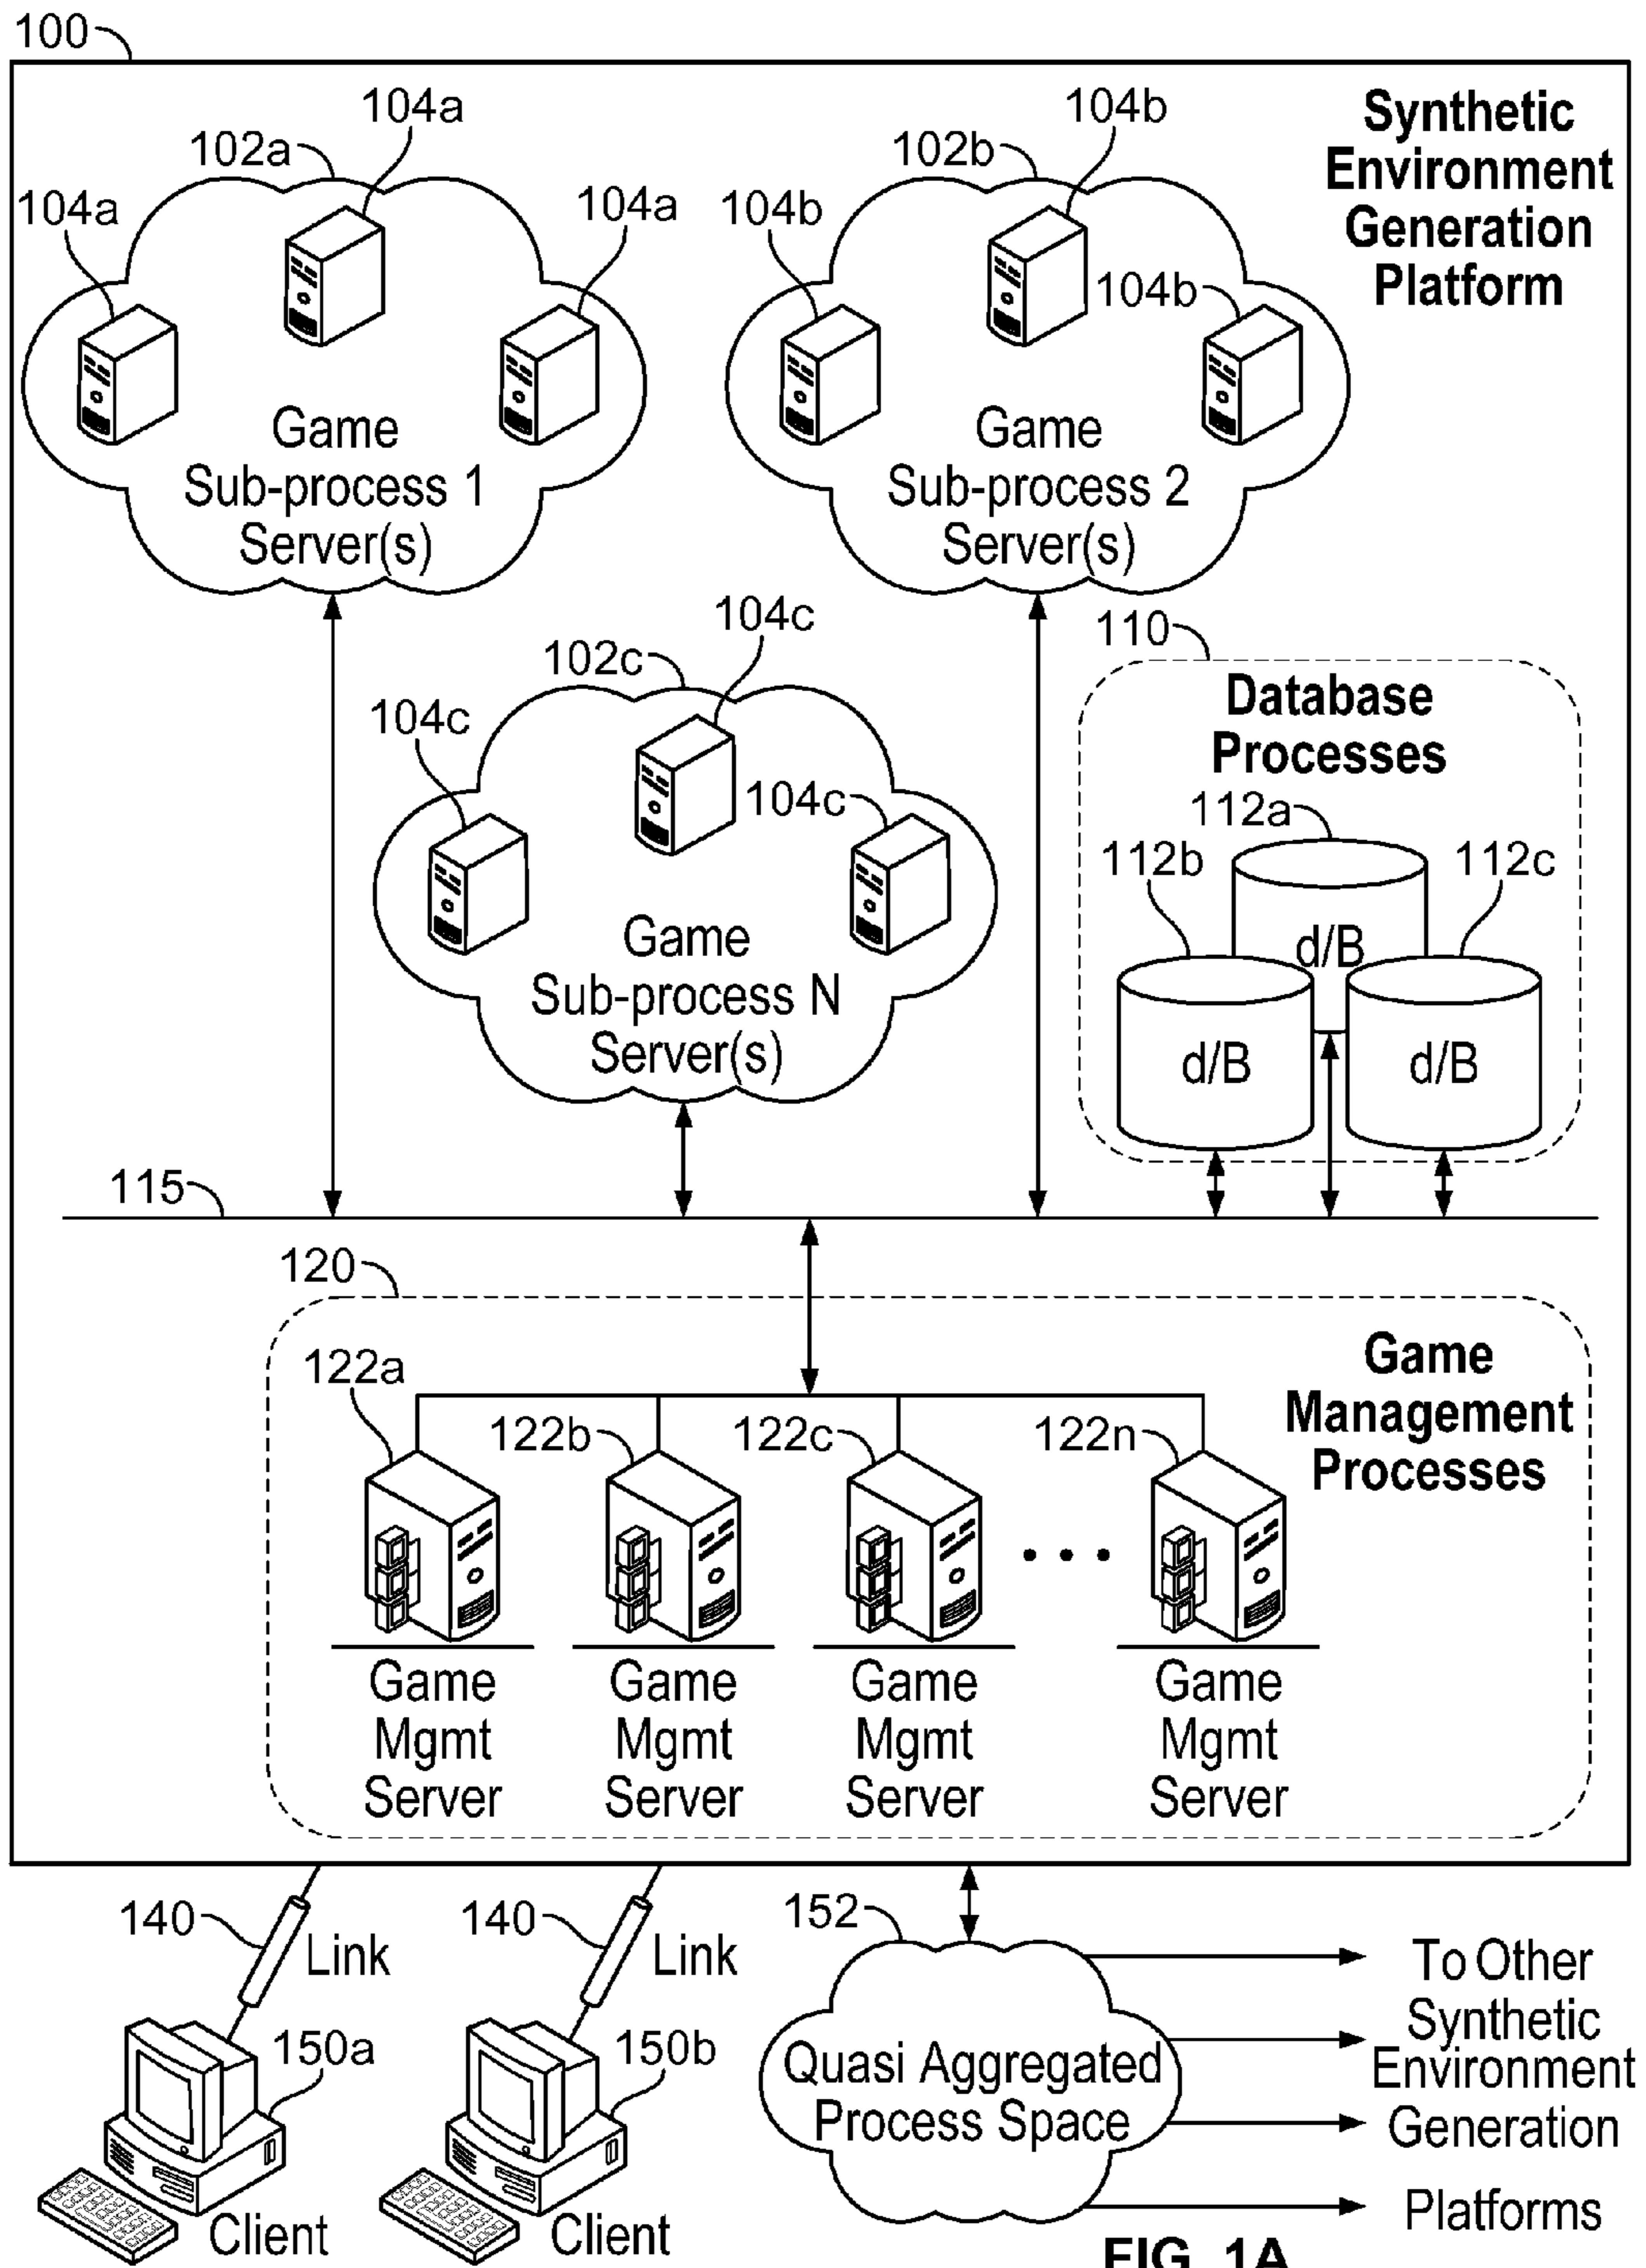 100
104a
102a
104a
104a
Game
Sub-process 1
Server(s)
104b
102b
104b
104b
Game
Sub-process 2
Server(s)
Synthetic
Environment
Generation
Platform
104c
102c
104c
104c
Game
Sub-process N
Server(s)
110
Database
Processes
112a
112b
112c
d/B
d/B
d/B
115
120
Game
Management
Processes
122a
122b
122c
122n
Game
Mgmt
Server
Game
Mgmt
Server
Game
Mgmt
Server
Game
Mgmt
Server
140
Link
150a
Client
140
Link
150b
Client
152
Quasi Aggregated
Process Space
To Other
Synthetic
Environment
Generation
Platforms
FIG. 1A